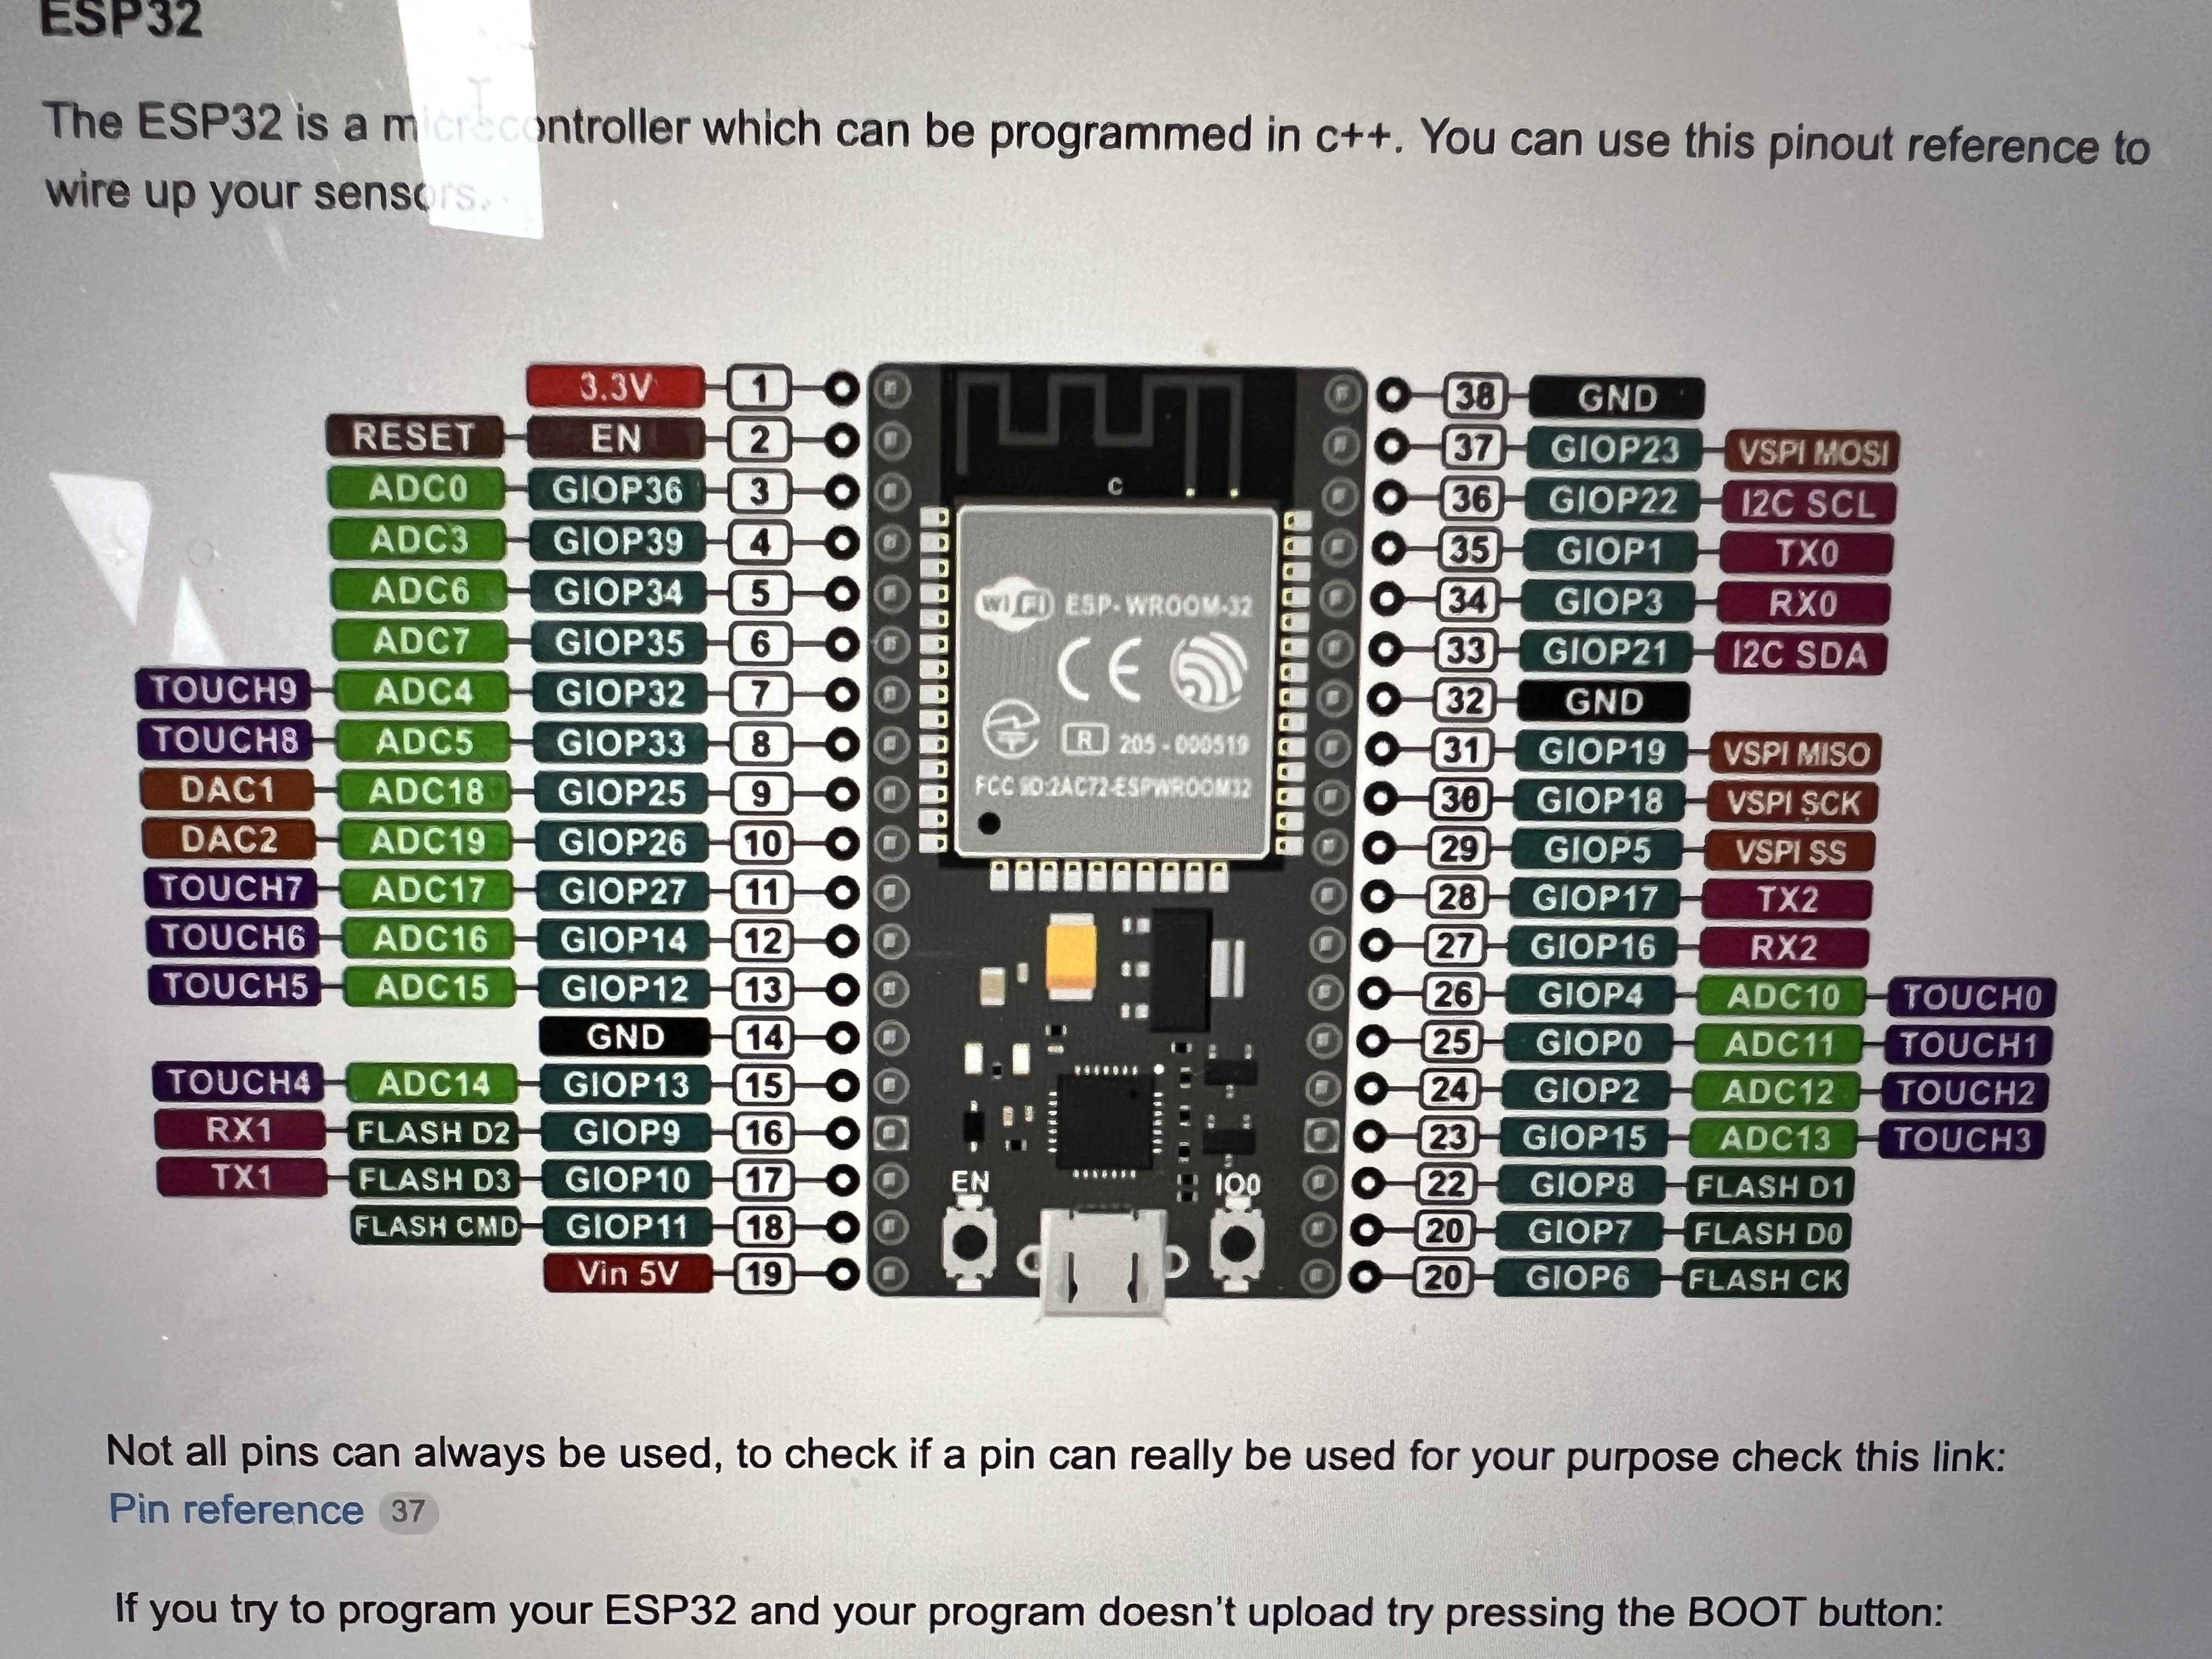 ESP32
The ESP32 is a microcontroller which can be programmed in c++. You can use this pinout reference to
wire up your sensors.
3.3V 1 38 GND
RESET EN 2 37 GIOP23 VSPI MOSI
ADC0 GIOP36 3 36 GIOP22 I2C SCL
ADC3 GIOP39 4 35 GIOP1 TX0
ADC6 GIOP34 5 34 GIOP3 RX0
ADC7 GIOP35 6 33 GIOP21 I2C SDA
TOUCH9 ADC4 GIOP32 7 32 GND
TOUCH8 ADC5 GIOP33 8 31 GIOP19 VSPI MISO
DAC1 ADC18 GIOP25 9 30 GIOP18 VSPI SCK
DAC2 ADC19 GIOP26 10 29 GIOP5 VSPI SS
TOUCH7 ADC17 GIOP27 11 28 GIOP17 TX2
TOUCH6 ADC16 GIOP14 12 27 GIOP16 RX2
TOUCH5 ADC15 GIOP12 13 26 GIOP4 ADC10 TOUCH0
GND 14 25 GIOP0 ADC11 TOUCH1
TOUCH4 ADC14 GIOP13 15 24 GIOP2 ADC12 TOUCH2
RX1 FLASH D2 GIOP9 16 23 GIOP15 ADC13 TOUCH3
TX1 FLASH D3 GIOP10 17 22 GIOP8 FLASH D1
FLASH CMD GIOP11 18 20 GIOP7 FLASH D0
Vin 5V 19 20 GIOP6 FLASH CK
C
WiFi ESP-WROOM-32
CE
R 205-000519
FCC ID:2AC72-ESPWROOM32
EN IO0
Not all pins can always be used, to check if a pin can really be used for your purpose check this link:
Pin reference 37
If you try to program your ESP32 and your program doesn't upload try pressing the BOOT button: